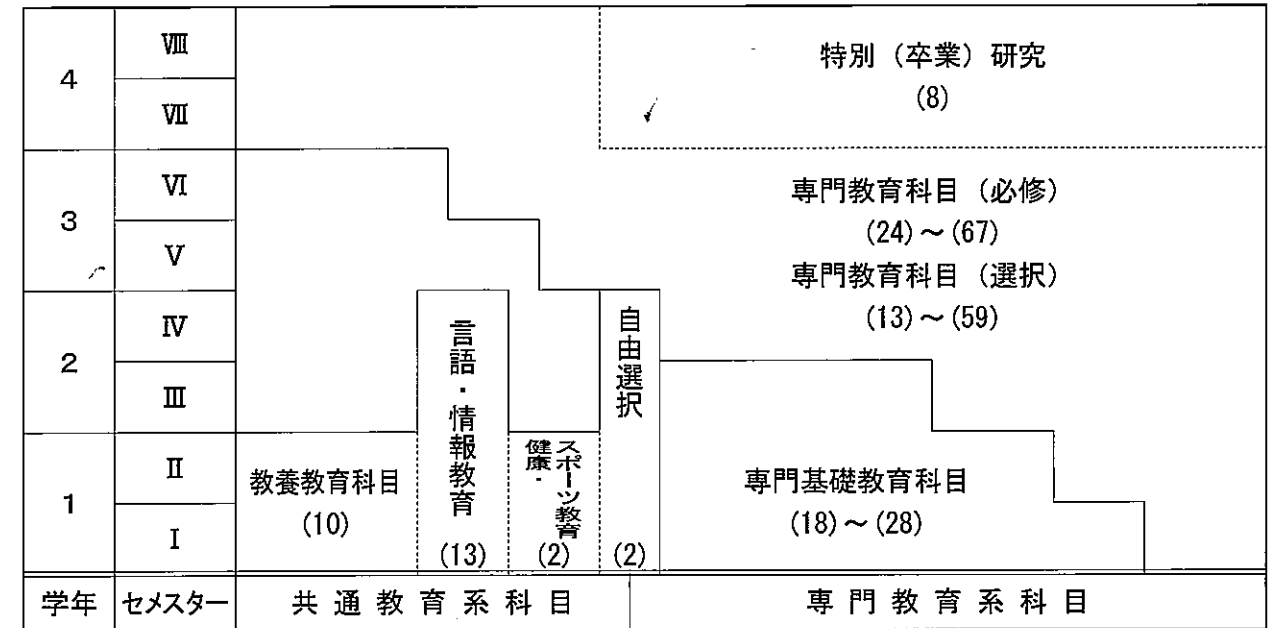 4
Ⅷ
Ⅶ
特別（卒業）研究
(8)
3
Ⅵ
Ⅴ
専門教育科目（必修）
(24)～(67)
専門教育科目（選択）
(13)～(59)
2
Ⅳ
Ⅲ
1
Ⅱ
Ⅰ
教養教育科目
(10)
言語・情報教育
(13)
健康・
スポーツ教育
(2)
自由選択
(2)
専門基礎教育科目
(18)～(28)
学年
セメスター
共通教育系科目
専門教育系科目